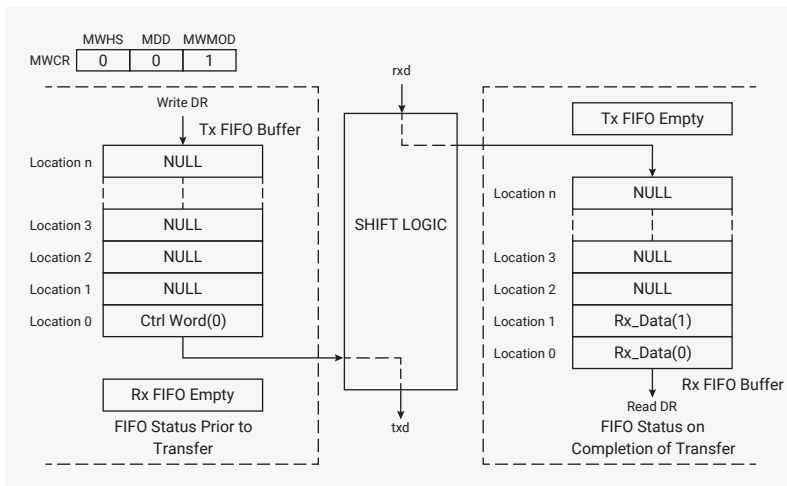 MWHS MDD MWMOD
MWCR 0 0 1
rxd
Write DR
Tx FIFO Buffer
Location n NULL
Location 3 NULL
Location 2 NULL
Location 1 NULL
Location 0 Ctrl Word(0)
Rx FIFO Empty
FIFO Status Prior to
Transfer
SHIFT LOGIC
txd
Tx FIFO Empty
Location n NULL
Location 3 NULL
Location 2 NULL
Location 1 Rx_Data(1)
Location 0 Rx_Data(0)
Rx FIFO Buffer
Read DR
FIFO Status on
Completion of Transfer